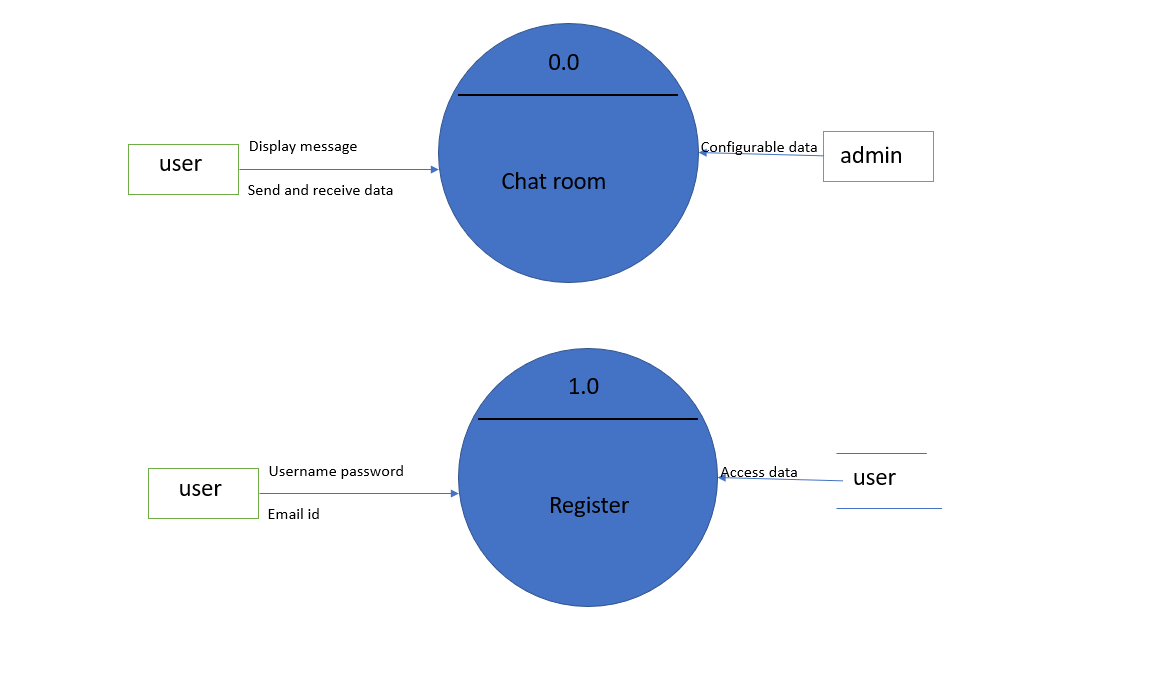 0.0
Display message
Configurable data
user
admin
Chat room
Send and receive data
1.0
Username password
Access data
user
user
Register
Email id